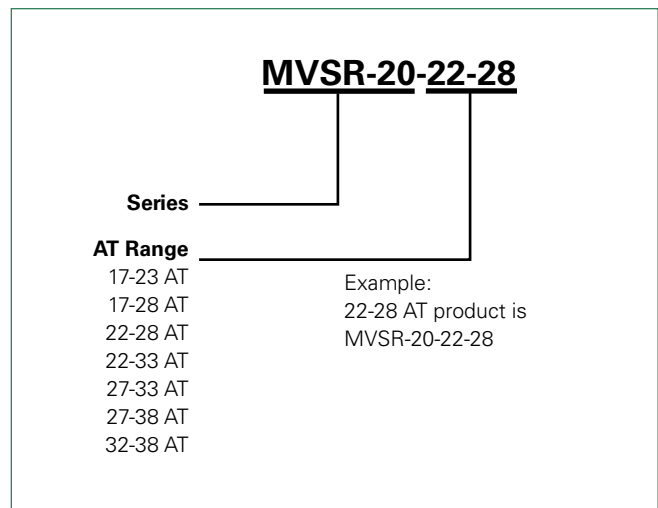 MVSR-20-22-28
Series
AT Range
17-23 AT
17-28 AT
22-28 AT
22-33 AT
27-33 AT
27-38 AT
32-38 AT
Example:
22-28 AT product is
MVSR-20-22-28